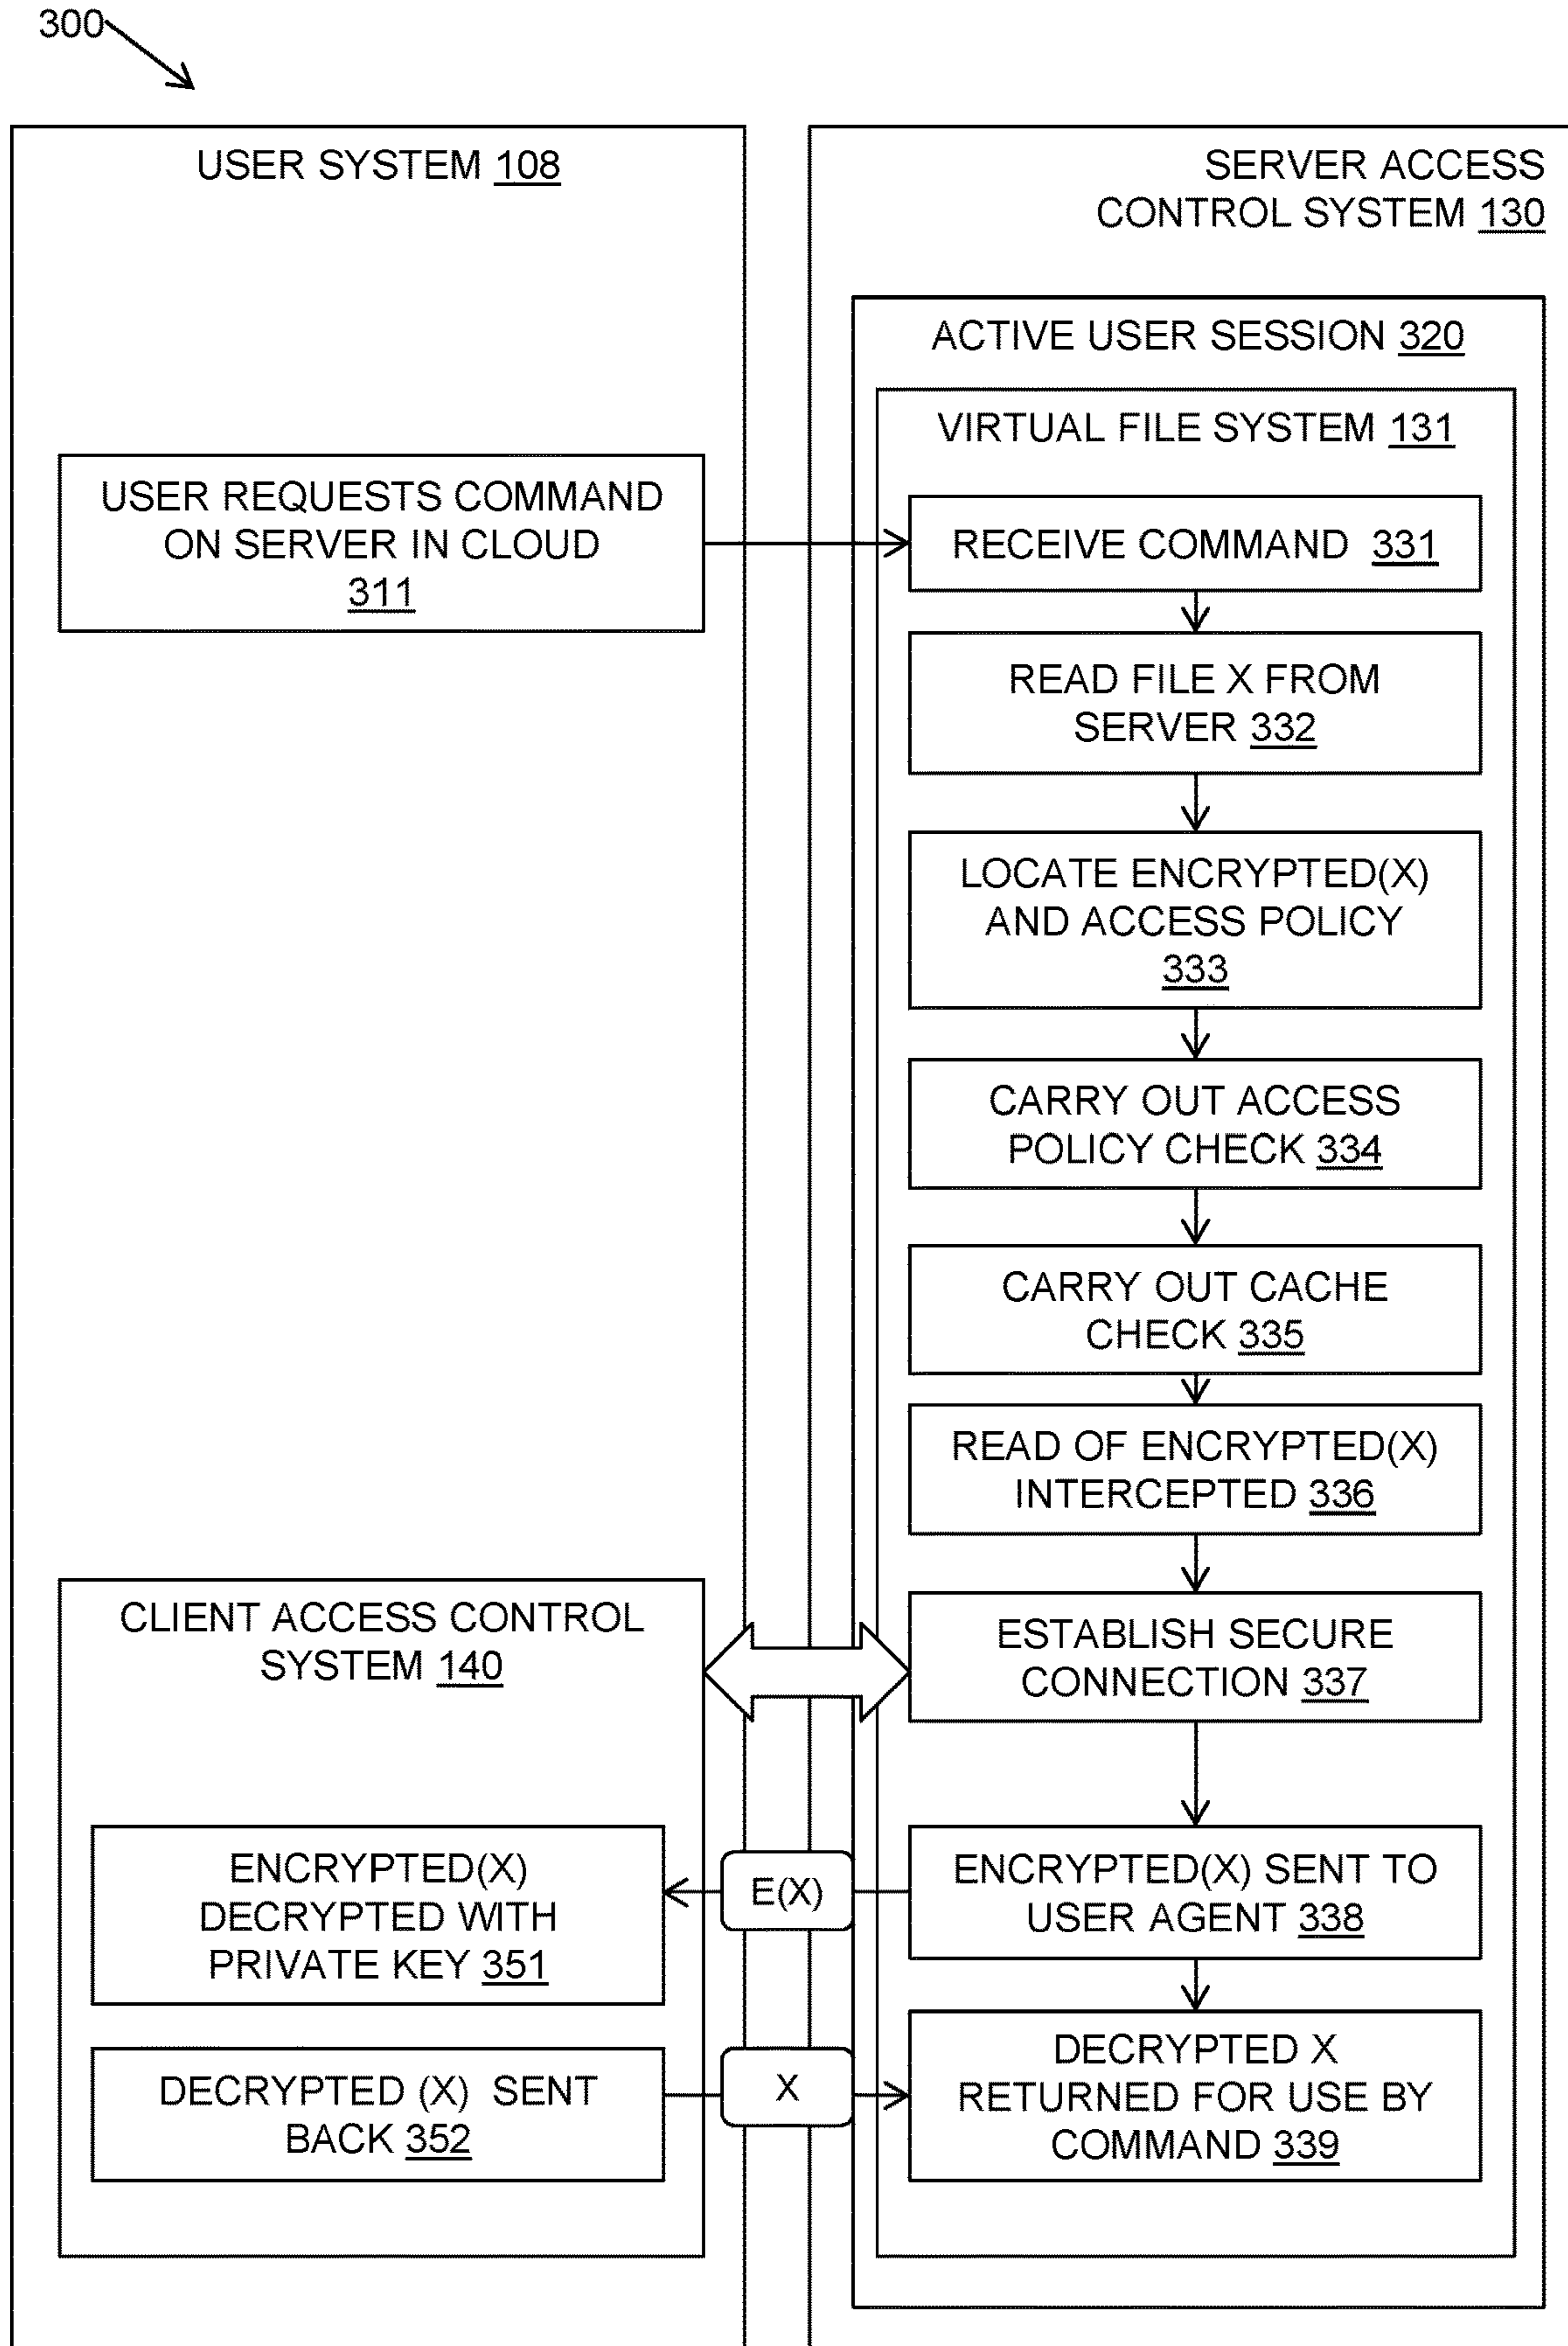 300
USER SYSTEM 108
SERVER ACCESS
CONTROL SYSTEM 130
ACTIVE USER SESSION 320
VIRTUAL FILE SYSTEM 131
USER REQUESTS COMMAND
ON SERVER IN CLOUD
311
RECEIVE COMMAND 331
READ FILE X FROM
SERVER 332
LOCATE ENCRYPTED(X)
AND ACCESS POLICY
333
CARRY OUT ACCESS
POLICY CHECK 334
CARRY OUT CACHE
CHECK 335
READ OF ENCRYPTED(X)
INTERCEPTED 336
CLIENT ACCESS CONTROL
SYSTEM 140
ESTABLISH SECURE
CONNECTION 337
ENCRYPTED(X)
DECRYPTED WITH
PRIVATE KEY 351
E(X)
ENCRYPTED(X) SENT TO
USER AGENT 338
DECRYPTED (X) SENT
BACK 352
X
DECRYPTED X
RETURNED FOR USE BY
COMMAND 339